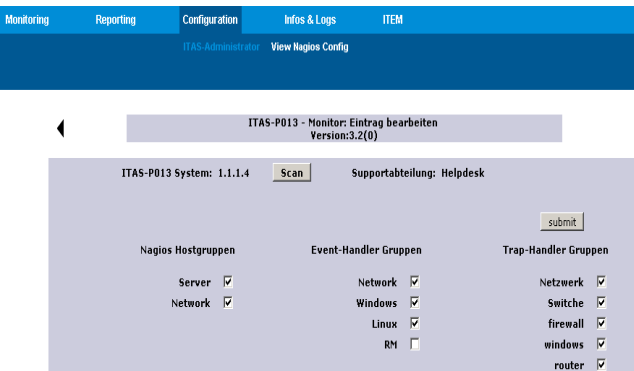 Monitoring Reporting Configuration Infos & Logs ITEM
ITAS-Administrator View Nagios Config
ITAS-P013 - Monitor: Eintrag bearbeiten
Version:3.2(0)
ITAS-P013 System: 1.1.1.4 Scan Supportabteilung: Helpdesk
submit
Nagios Hostgruppen Event-Handler Gruppen Trap-Handler Gruppen
Server Network Netzwerk
Network Windows Switche
Linux firewall
RM windows
router